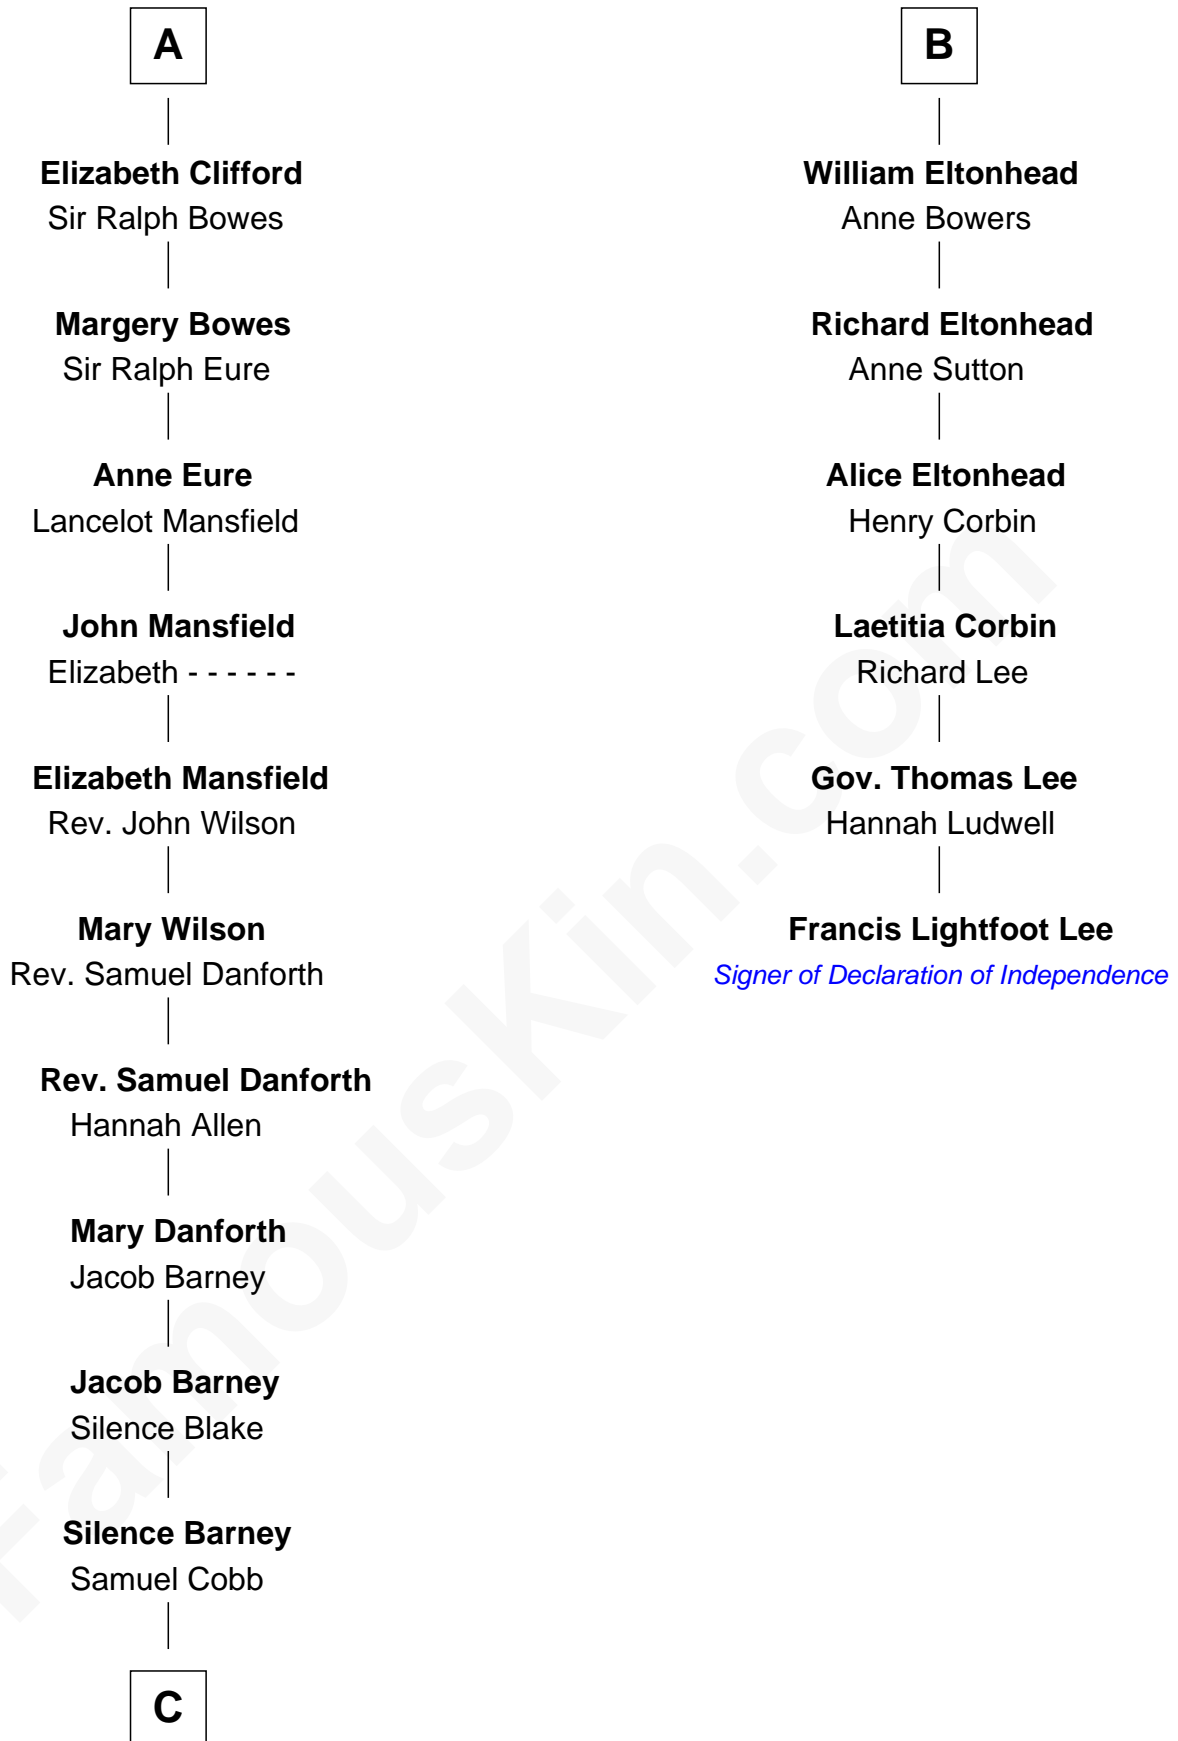 A
Elizabeth Clifford
Sir Ralph Bowes
Margery Bowes
Sir Ralph Eure
Anne Eure
Lancelot Mansfield
John Mansfield
Elizabeth - - - - - -
Elizabeth Mansfield
Rev. John Wilson
Mary Wilson
Rev. Samuel Danforth
Rev. Samuel Danforth
Hannah Allen
Mary Danforth
Jacob Barney
Jacob Barney
Silence Blake
Silence Barney
Samuel Cobb
C
B
William Eltonhead
Anne Bowers
Richard Eltonhead
Anne Sutton
Alice Eltonhead
Henry Corbin
Laetitia Corbin
Richard Lee
Gov. Thomas Lee
Hannah Ludwell
Francis Lightfoot Lee
Signer of Declaration of Independence
FamousKin.com